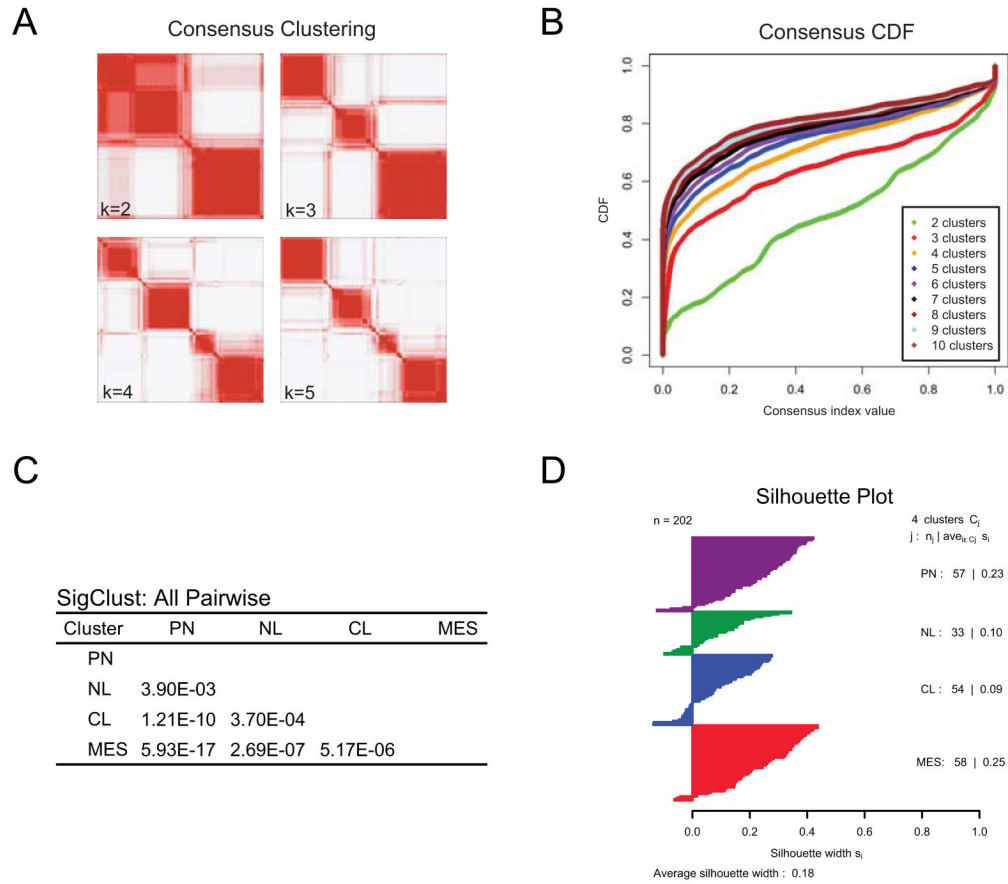 A
Consensus Clustering
k=2
k=3
k=4
k=5
B
Consensus CDF
CDF
1.0
0.8
0.6
0.4
0.2
0.0
2 clusters
3 clusters
4 clusters
5 clusters
6 clusters
7 clusters
8 clusters
9 clusters
10 clusters
0.0 0.2 0.4 0.6 0.8 1.0
Consensus index value
C
SigClust: All Pairwise
Cluster PN NL CL MES
PN
NL 3.90E-03
CL 1.21E-10 3.70E-04
MES 5.93E-17 2.69E-07 5.17E-06
D
Silhouette Plot
n = 202
4 clusters Cj
j : nj | aveiε Cj si
PN : 57 | 0.23
NL : 33 | 0.10
CL : 54 | 0.09
MES: 58 | 0.25
0.0 0.2 0.4 0.6 0.8 1.0
Silhouette width si
Average silhouette width : 0.18